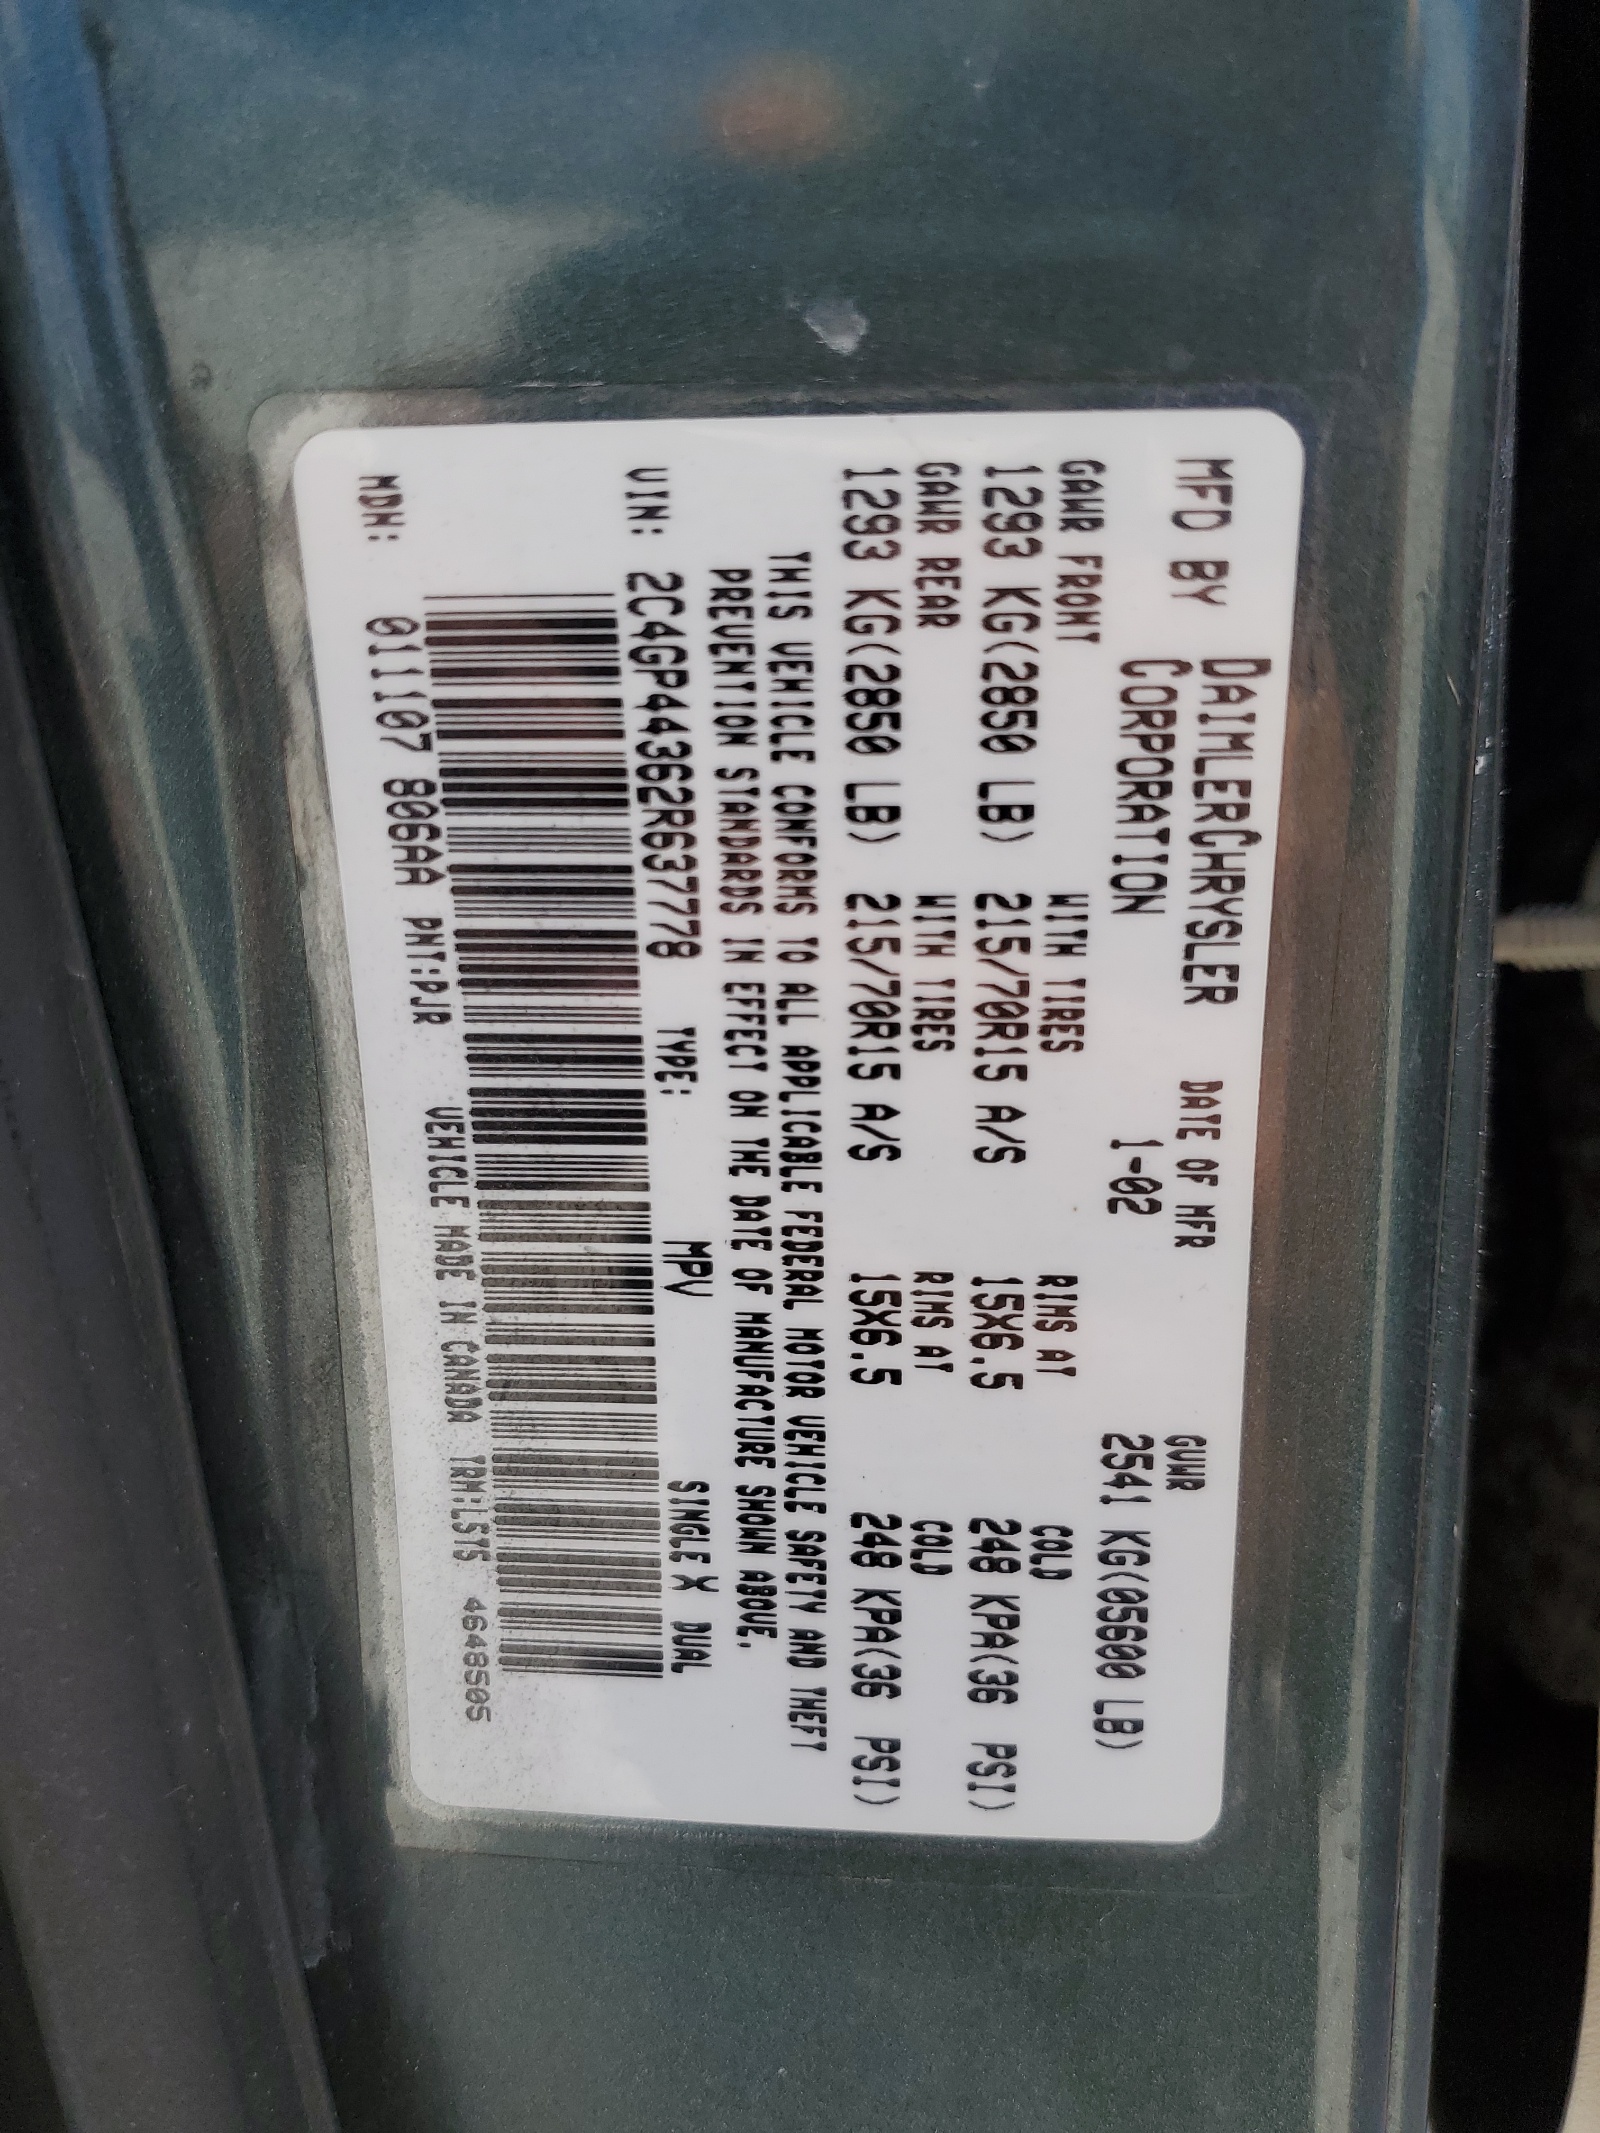 MFD BY DAIMLERCHRYSLER DATE OF MFR GVWR
CORPORATION 1-02 2541 KG(05600 LB)
GAWR FRONT WITH TIRES RIMS AT COLD
1293 KG(2850 LB) 215/70R15 A/S 15X6.5 248 KPA(36 PSI)
GAWR REAR WITH TIRES RIMS AT COLD
1293 KG(2850 LB) 215/70R15 A/S 15X6.5 248 KPA(36 PSI)
THIS VEHICLE CONFORMS TO ALL APPLICABLE FEDERAL MOTOR VEHICLE SAFETY AND THEFT
PREVENTION STANDARDS IN EFFECT ON THE DATE OF MANUFACTURE SHOWN ABOVE.
VIN: 2C4GP44362R637778 TYPE: MPV SINGLE X DUAL
MDH: 011107 806AA PNT:PJR VEHICLE MADE IN CANADA TRM:L5T5 4648505